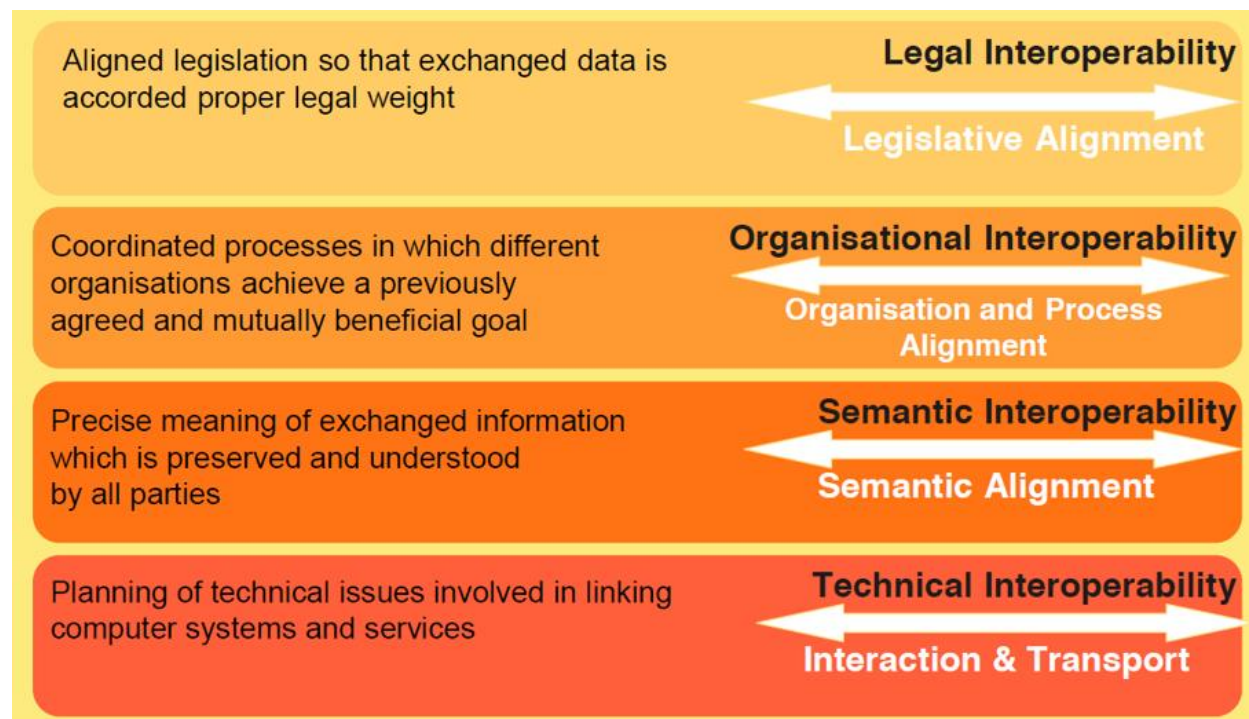 Aligned legislation so that exchanged data is
accorded proper legal weight
Legal Interoperability
Legislative Alignment
Coordinated processes in which different
organisations achieve a previously
agreed and mutually beneficial goal
Organisational Interoperability
Organisation and Process
Alignment
Precise meaning of exchanged information
which is preserved and understood
by all parties
Semantic Interoperability
Semantic Alignment
Planning of technical issues involved in linking
computer systems and services
Technical Interoperability
Interaction & Transport